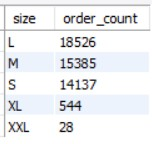 size order_count
L 18526
M 15385
S 14137
XL 544
XXL 28